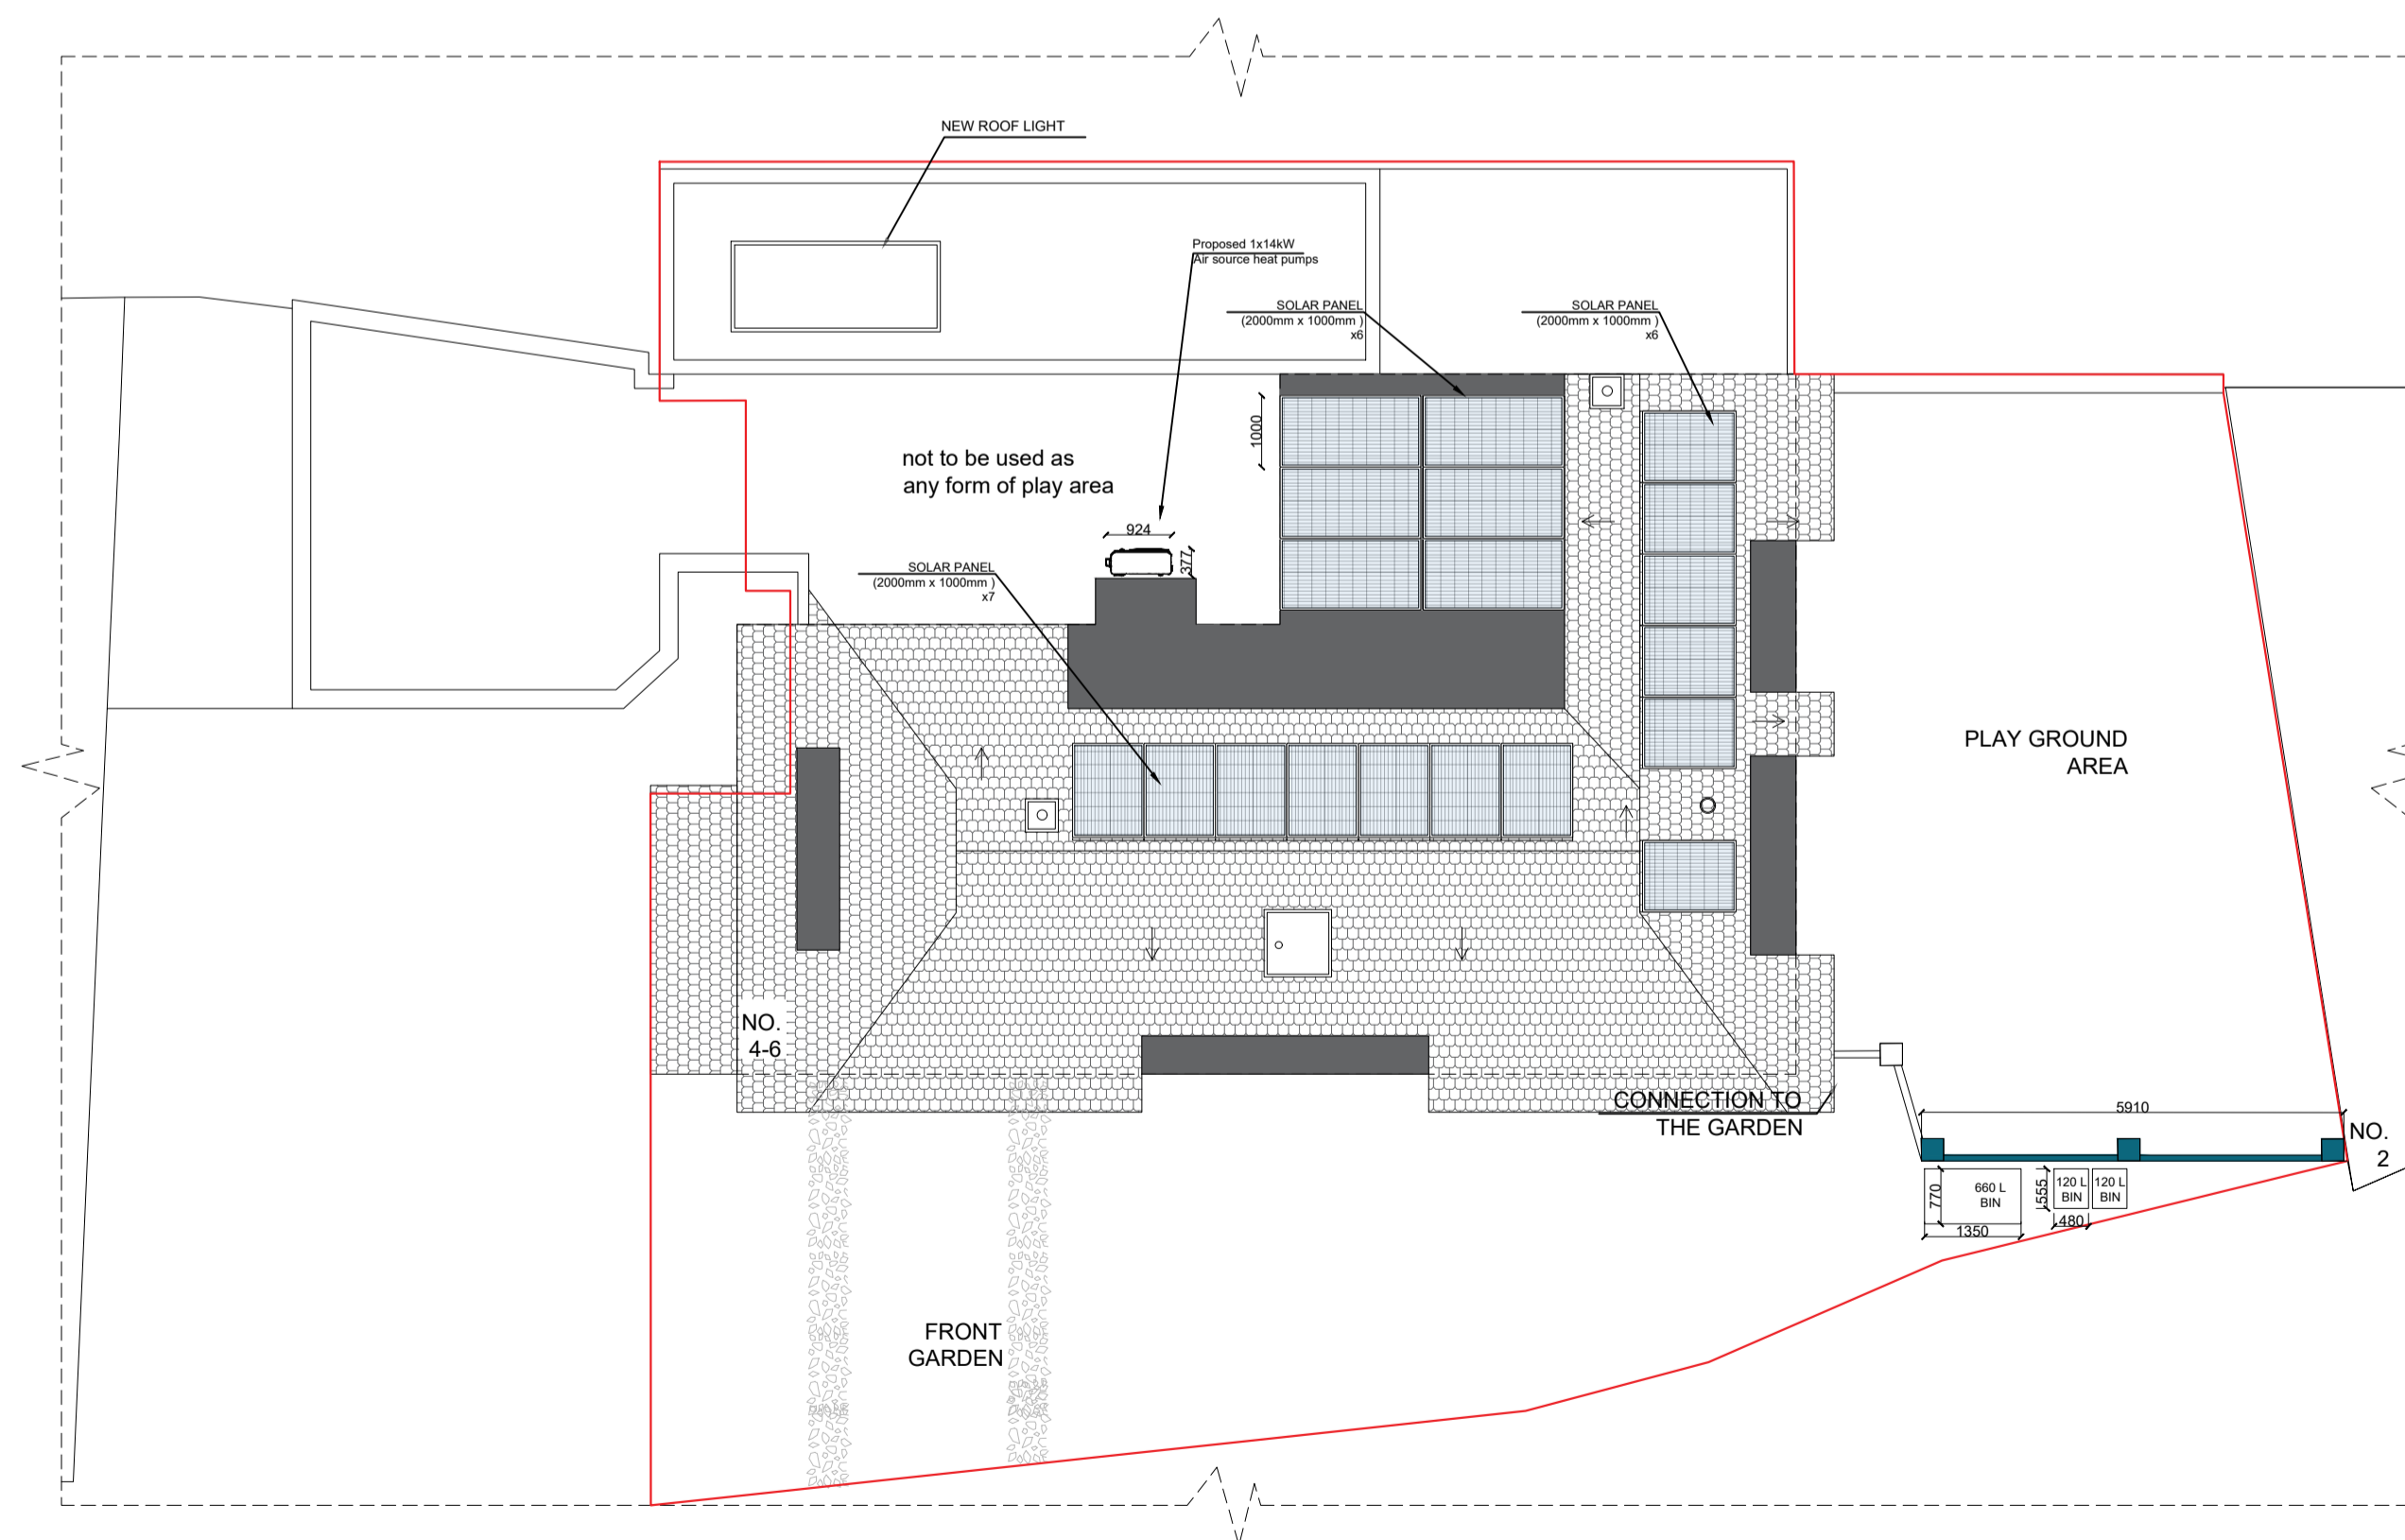 NEW ROOF LIGHT
Proposed 1x14kW
Air source heat pumps
SOLAR PANEL
(2000mm x 1000mm )
x6
SOLAR PANEL
(2000mm x 1000mm )
x6
1000
not to be used as
any form of play area
924
377
SOLAR PANEL
(2000mm x 1000mm )
x7
PLAY GROUND
AREA
NO.
4-6
CONNECTION TO
THE GARDEN
5910
NO.
2
770
660 L
BIN
1350
555
120 L
BIN
120 L
BIN
480
FRONT
GARDEN